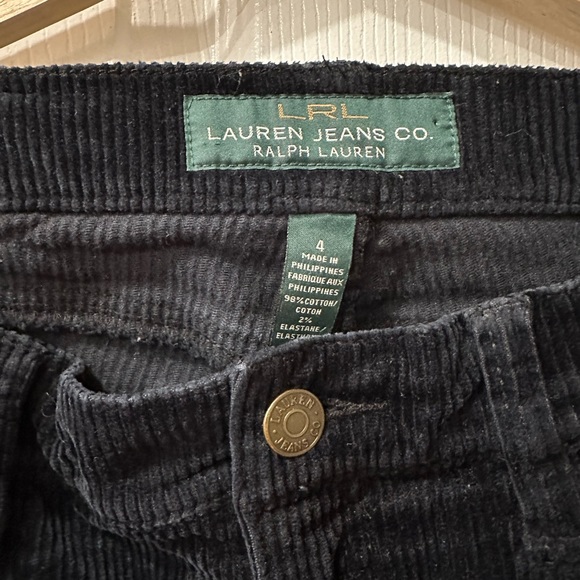 LRL
LAUREN JEANS CO.
RALPH LAUREN
4
MADE IN
PHILIPPINES
FABRIQUE AUX
PHILIPPINES
98% COTTON/
COTON
2%
ELASTANE/
LAUREN
JEANS CO